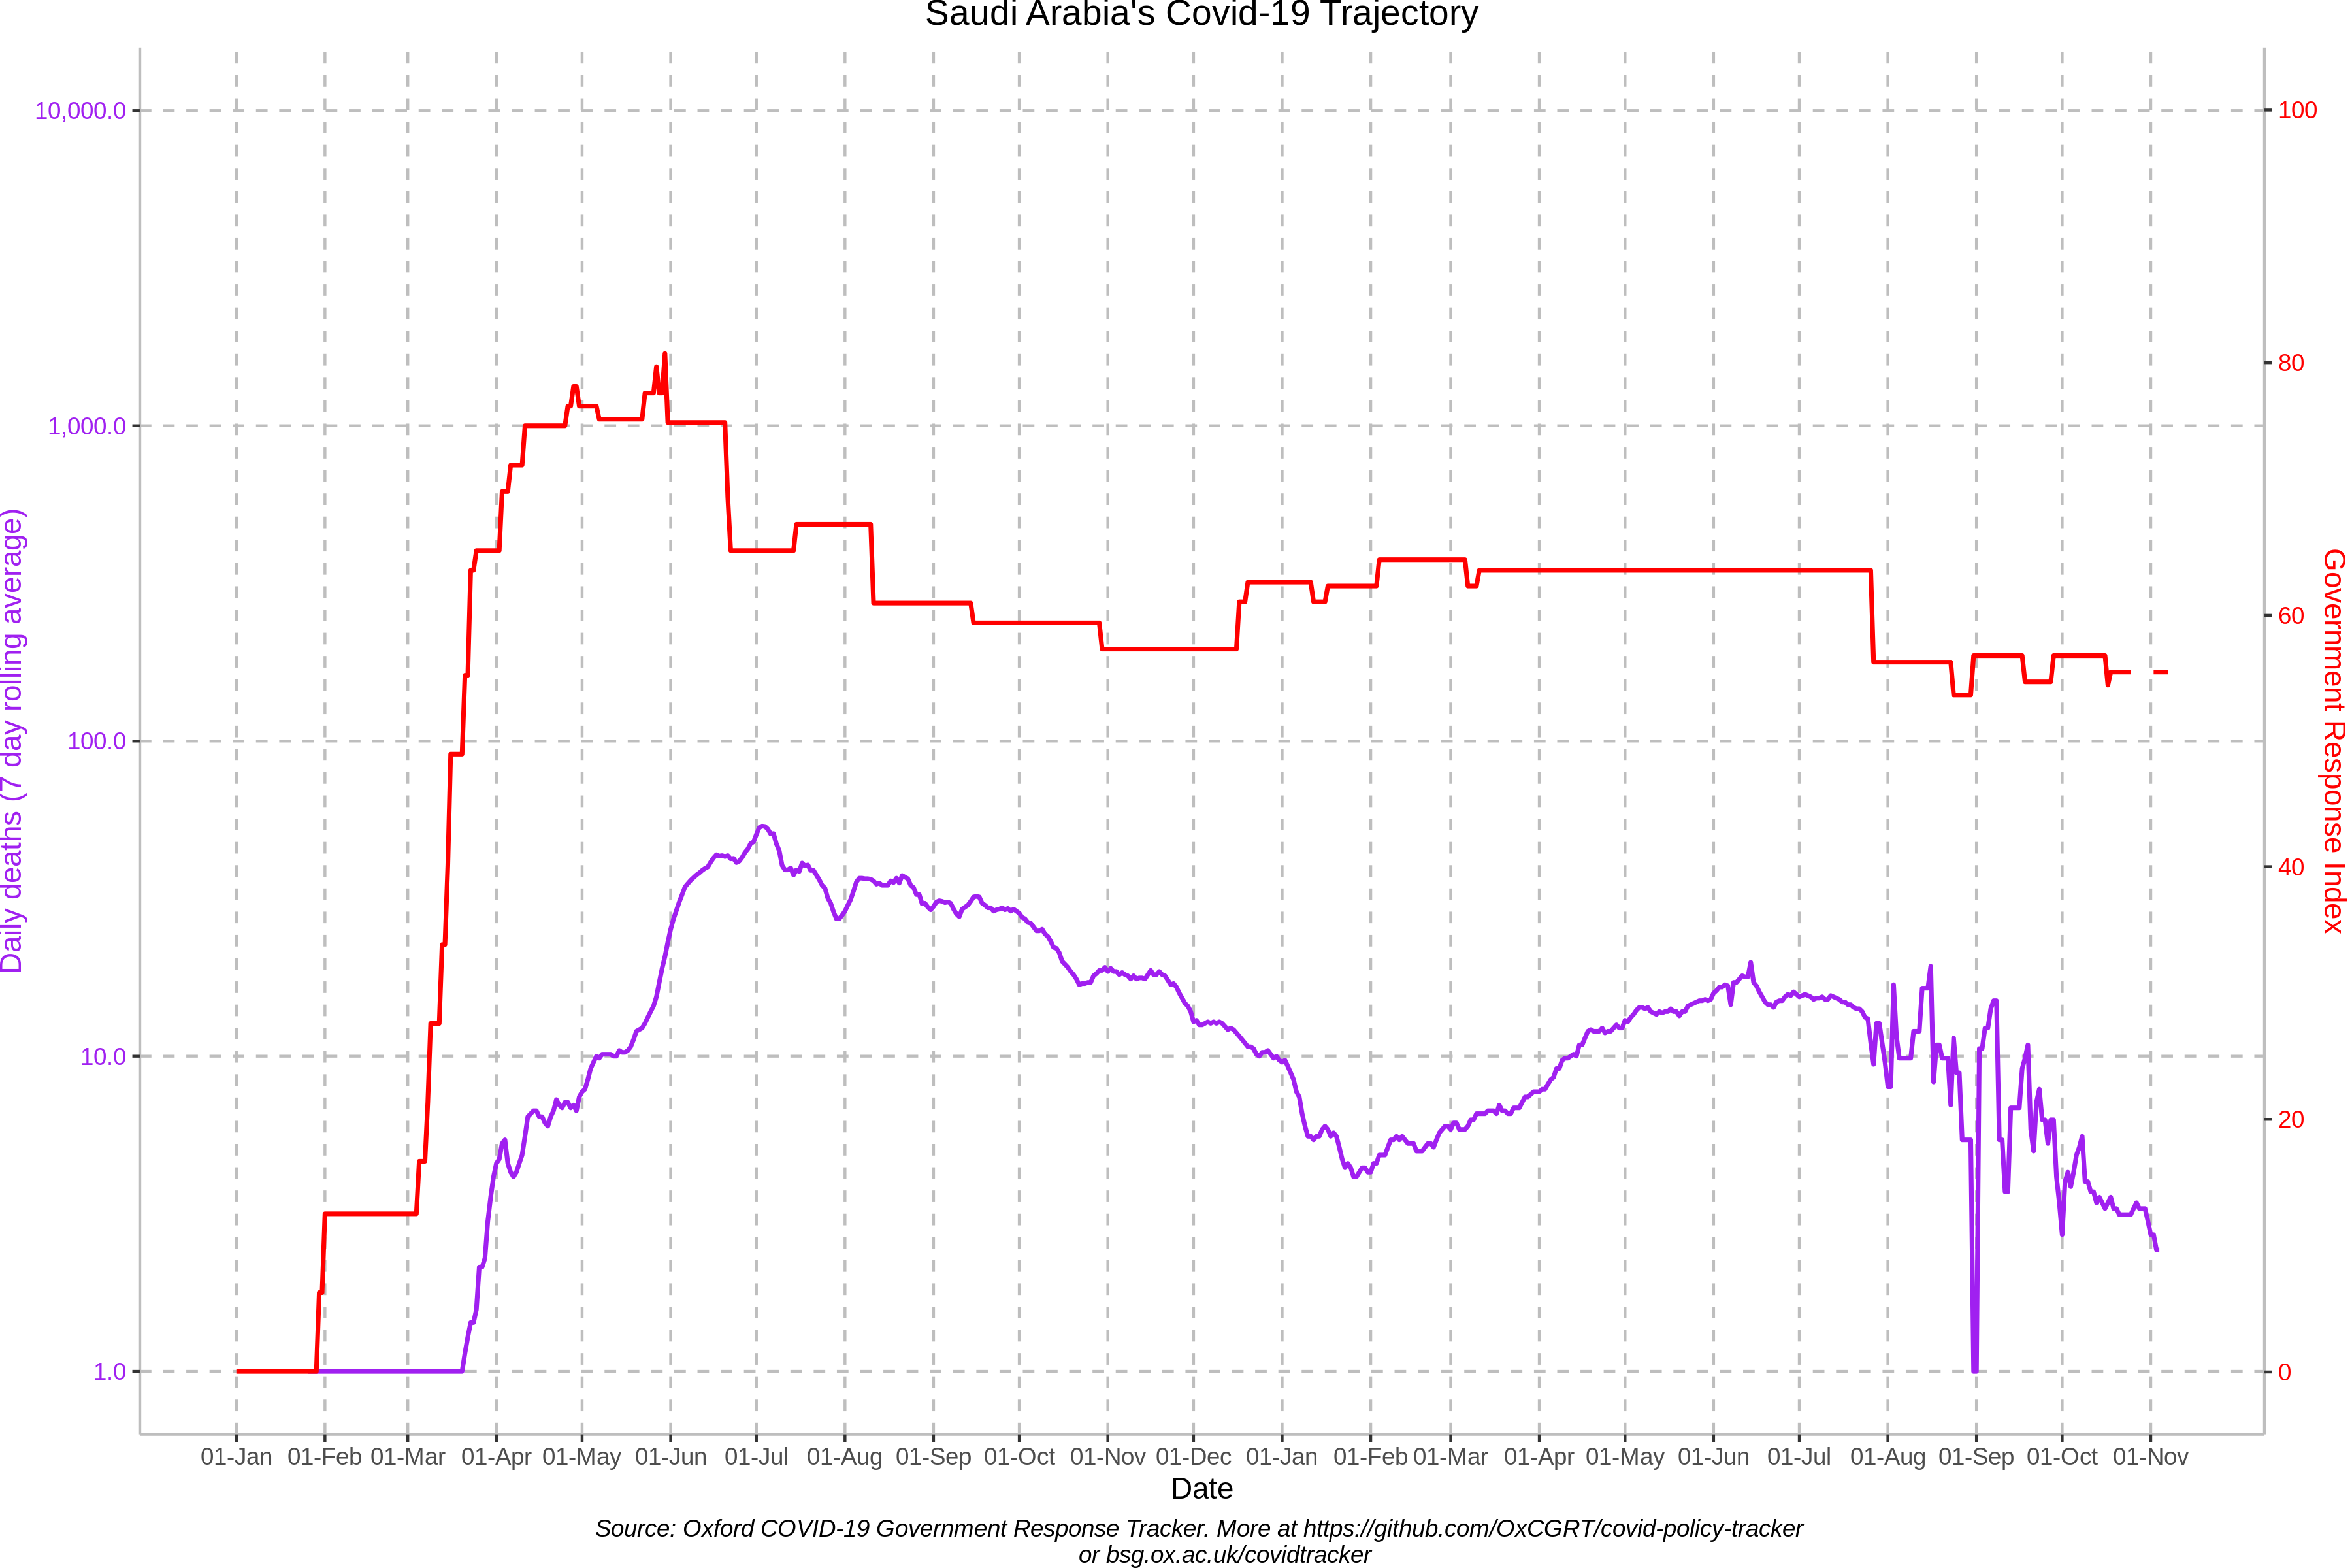 Saudi Arabia's Covid-19 Trajectory
10,000.0
1,000.0
100.0
10.0
1.0
Daily deaths (7 day rolling average)
100
80
60
40
20
0
Government Response Index
01-Jan 01-Feb 01-Mar 01-Apr 01-May 01-Jun 01-Jul 01-Aug 01-Sep 01-Oct 01-Nov 01-Dec 01-Jan 01-Feb 01-Mar 01-Apr 01-May 01-Jun 01-Jul 01-Aug 01-Sep 01-Oct 01-Nov
Date
Source: Oxford COVID-19 Government Response Tracker. More at https://github.com/OxCGRT/covid-policy-tracker
or bsg.ox.ac.uk/covidtracker